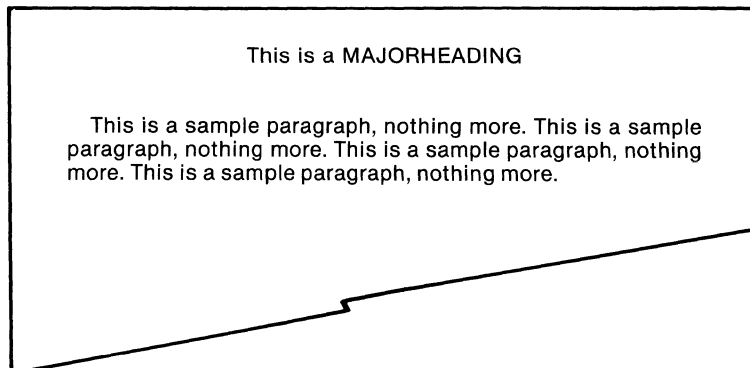 This is a MAJORHEADING
This is a sample paragraph, nothing more. This is a sample
paragraph, nothing more. This is a sample paragraph, nothing
more. This is a sample paragraph, nothing more.